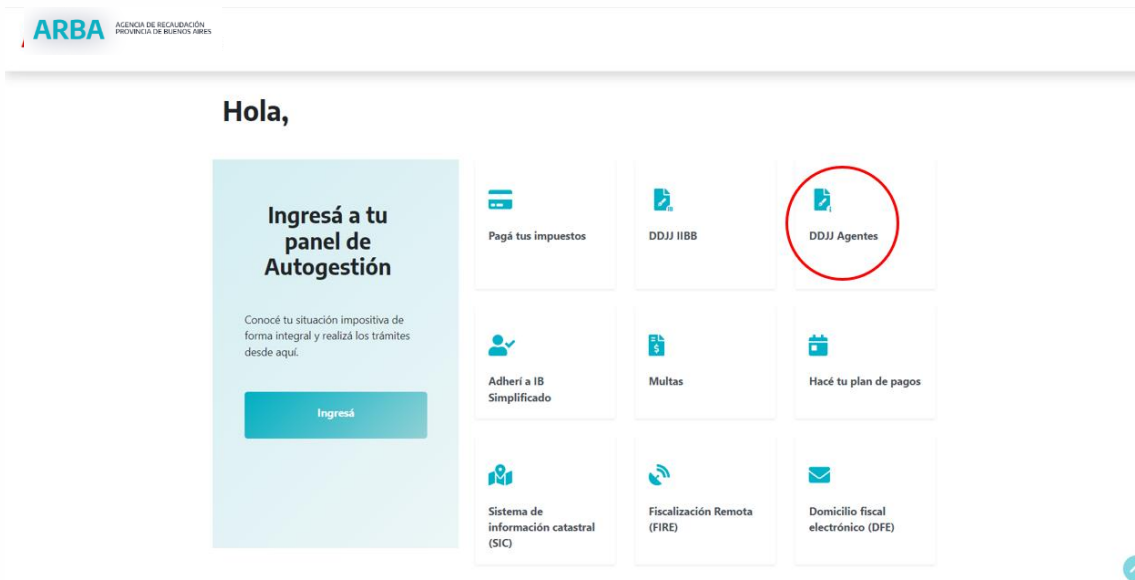 ARBA
AGENCIA DE RECAUDACIÓN
PROVINCIA DE BUENOS AIRES
Hola,
Ingresá a tu
panel de
Autogestión
Conocé tu situación impositiva de
forma integral y realizá los trámites
desde aquí.
Ingresá
Pagá tus impuestos
DDJJ IIBB
DDJJ Agentes
Adherí a IB
Simplificado
Multas
Hacé tu plan de pagos
Sistema de
información catastral
(SIC)
Fiscalización Remota
(FIRE)
Domicilio fiscal
electrónico (DFE)